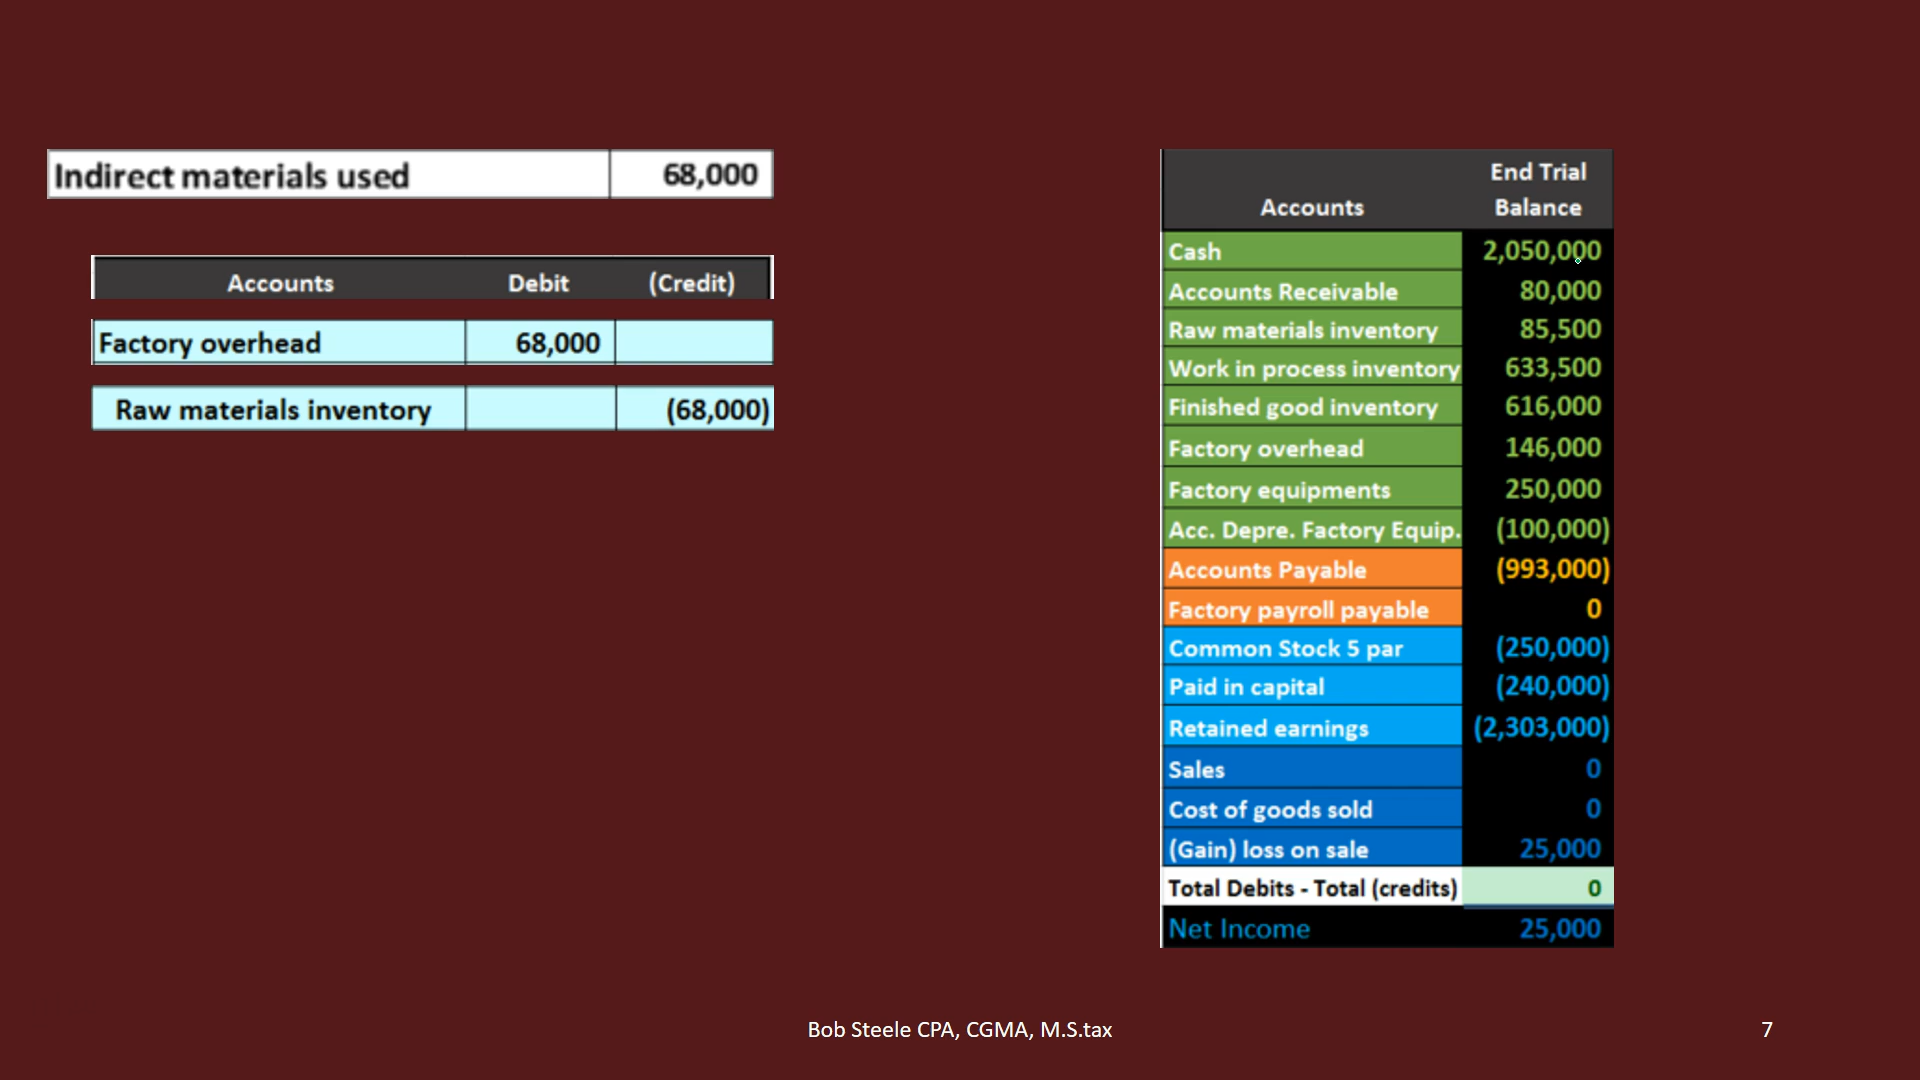 Indirect materials used 68,000
Accounts Debit (Credit)
Factory overhead 68,000
Raw materials inventory (68,000)
End Trial
Accounts Balance
Cash 2,050,000
Accounts Receivable 80,000
Raw materials inventory 85,500
Work in process inventory 633,500
Finished good inventory 616,000
Factory overhead 146,000
Factory equipments 250,000
Acc. Depre. Factory Equip. (100,000)
Accounts Payable (993,000)
Factory payroll payable 0
Common Stock 5 par (250,000)
Paid in capital (240,000)
Retained earnings (2,303,000)
Sales 0
Cost of goods sold 0
(Gain) loss on sale 25,000
Total Debits - Total (credits) 0
Net Income 25,000
Bob Steele CPA, CGMA, M.S.tax
7